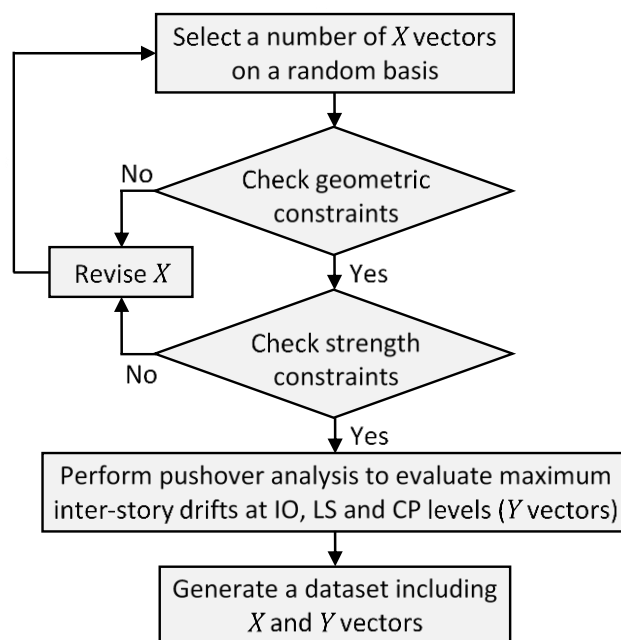 Select a number of X vectors
on a random basis
No
Check geometric
constraints
Revise X
Yes
Check strength
constraints
No
Yes
Perform pushover analysis to evaluate maximum
inter-story drifts at IO, LS and CP levels (Y vectors)
Generate a dataset including
X and Y vectors